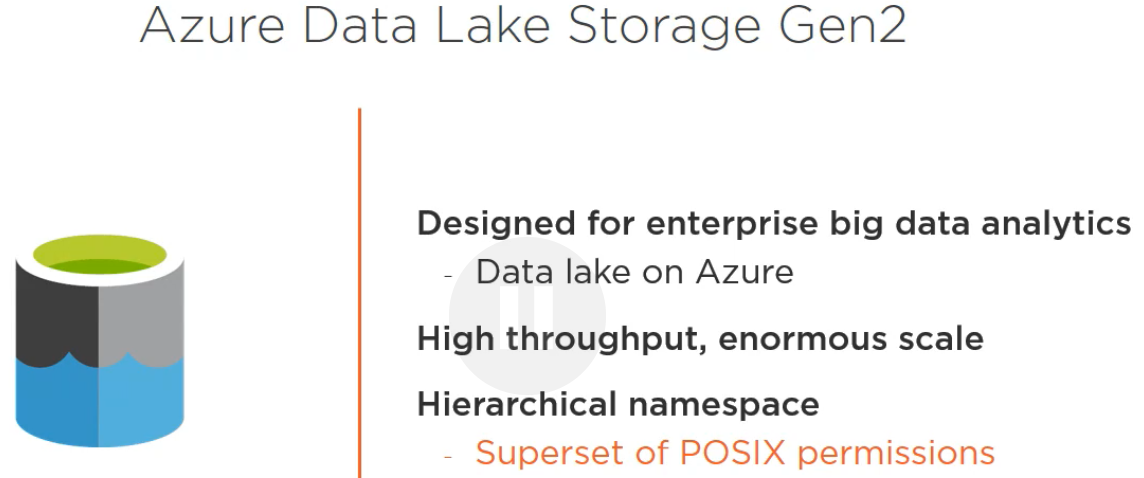 Azure Data Lake Storage Gen2
Designed for enterprise big data analytics
- Data lake on Azure
High throughput, enormous scale
Hierarchical namespace
- Superset of POSIX permissions